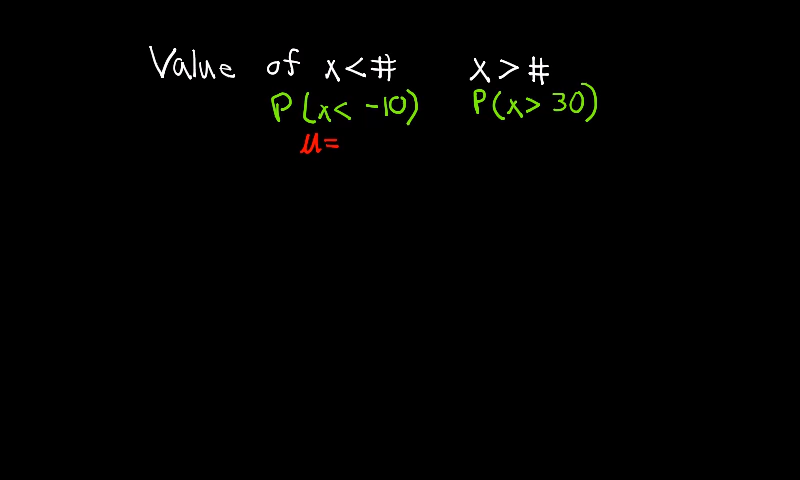 Value of x < # x > #
P(x < -10) P(x > 30)
μ =